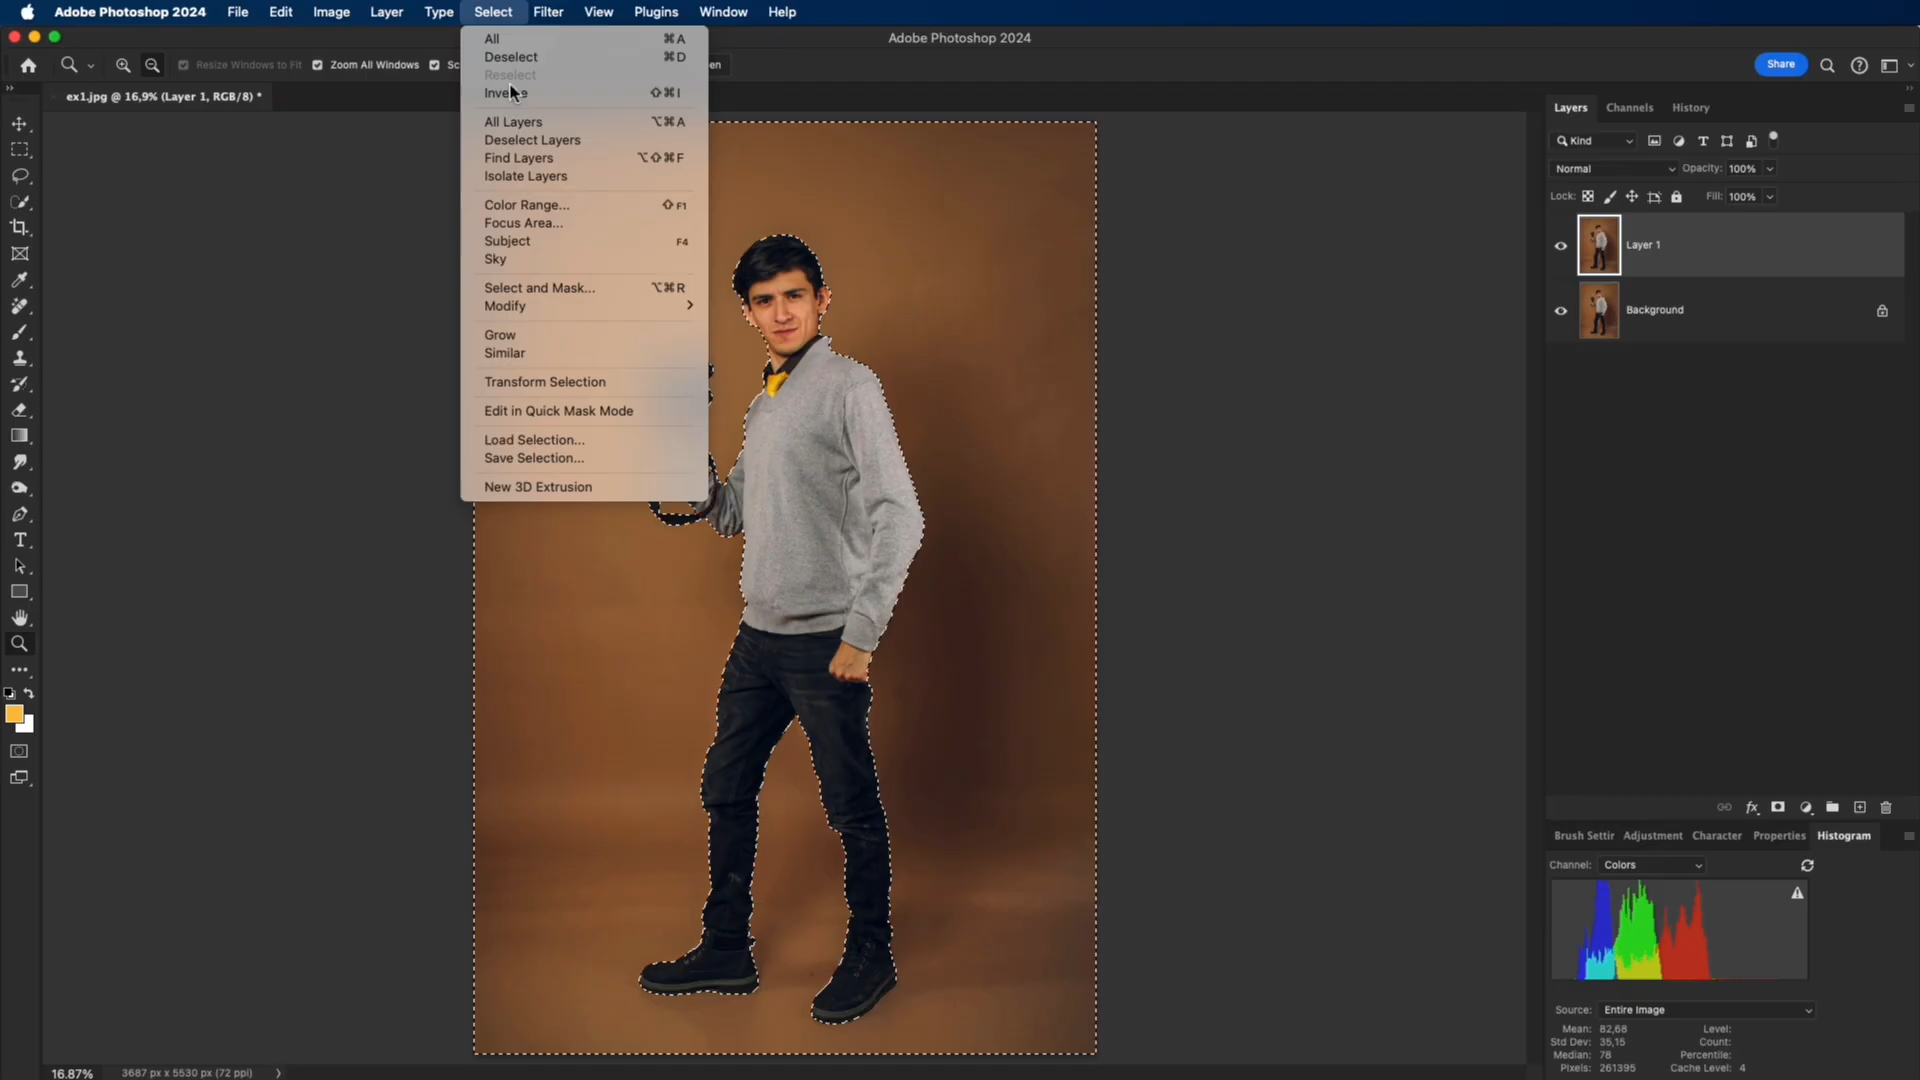 Adobe Photoshop 2024 File Edit Image Layer Type Select Filter View Plugins Window Help
Adobe Photoshop 2024
Resize Windows to Fit Zoom All Windows
Share
ex1.jpg @ 16,9% (Layer 1, RGB/8) *
All ⌘A
Deselect ⌘D
Reselect
Inverse ⇧⌘I
All Layers ⌥⌘A
Deselect Layers
Find Layers ⌥⇧⌘F
Isolate Layers
Color Range... ⇧F1
Focus Area...
Subject F4
Sky
Select and Mask... ⌥⌘R
Modify
Grow
Similar
Transform Selection
Edit in Quick Mask Mode
Load Selection...
Save Selection...
New 3D Extrusion
Layers Channels History
Kind
Normal Opacity: 100%
Lock: Fill: 100%
Layer 1
Background
Brush Settir Adjustment Character Properties Histogram
Channel: Colors
Source: Entire Image
Mean: 82,68 Level:
Std Dev: 35,15 Count:
Median: 78 Percentile:
Pixels: 261395 Cache Level: 4
16.87% 3687 px x 5530 px (72 ppi)